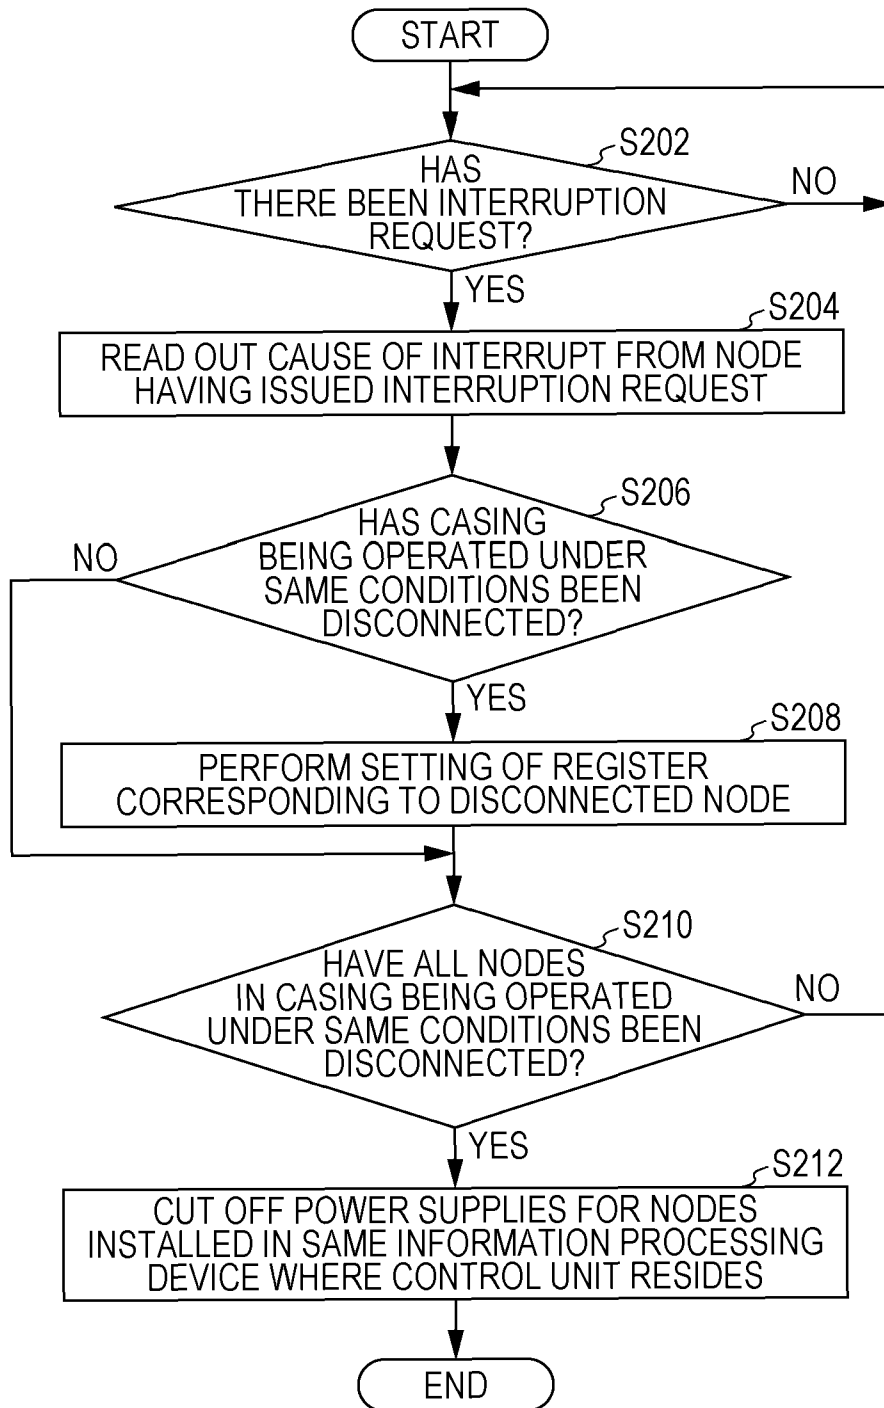 START
S202
HAS
THERE BEEN INTERRUPTION
REQUEST?
NO
YES
S204
READ OUT CAUSE OF INTERRUPT FROM NODE
HAVING ISSUED INTERRUPTION REQUEST
S206
HAS CASING
BEING OPERATED UNDER
SAME CONDITIONS BEEN
DISCONNECTED?
NO
YES
S208
PERFORM SETTING OF REGISTER
CORRESPONDING TO DISCONNECTED NODE
S210
HAVE ALL NODES
IN CASING BEING OPERATED
UNDER SAME CONDITIONS BEEN
DISCONNECTED?
NO
YES
S212
CUT OFF POWER SUPPLIES FOR NODES
INSTALLED IN SAME INFORMATION PROCESSING
DEVICE WHERE CONTROL UNIT RESIDES
END